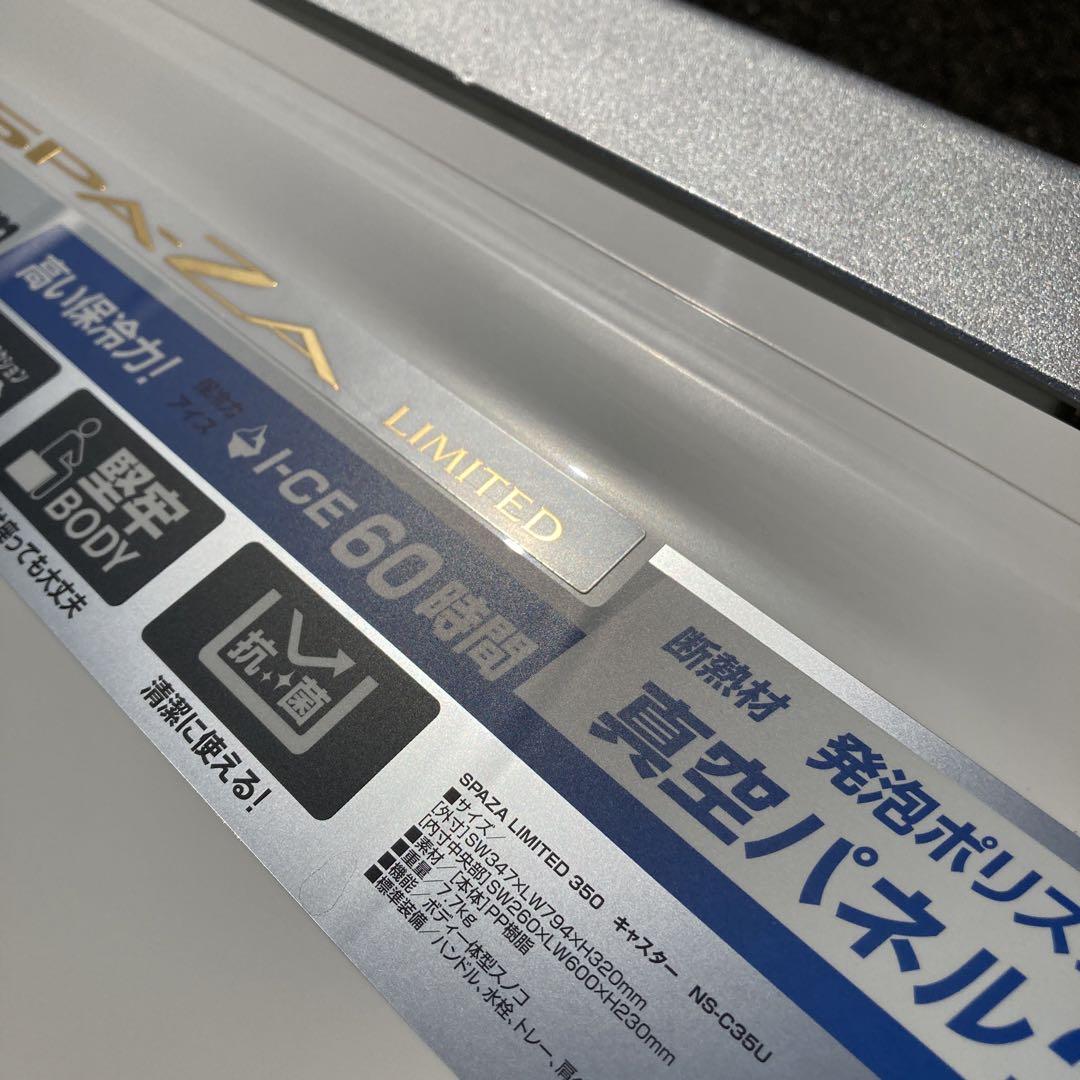 SPA·ZA
LIMITED
高い保冷力!
保冷力
アイス
I-CE 60時間
堅牢
BODY
座っても大丈夫
抗菌
清潔に使える!
断熱材
発泡ポリス
真空パネル
SPAZA LIMITED 350 キャスター NS-C35U
■サイズ/
[外寸]SW347×LW794×H320mm
[内寸中央部]SW260×LW600×H230mm
■素材/[本体]PP樹脂
■重量/7.7kg
■機能/ボディ一体型スノコ
■標準装備/ハンドル、水栓、トレー、肩